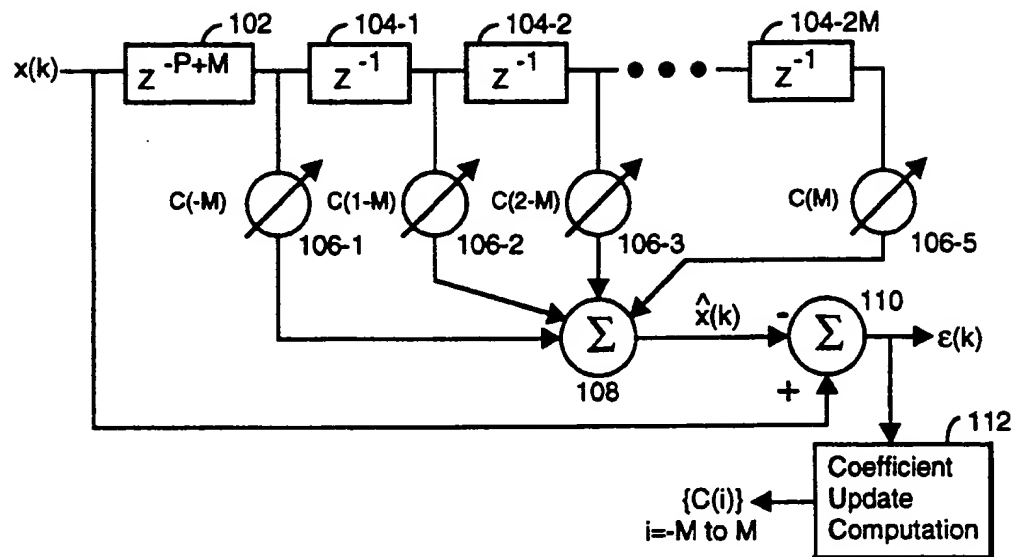 102
104-1
104-2
104-2M
x(k)
z^{-P+M}
z^{-1}
z^{-1}
z^{-1}
C(-M)
C(1-M)
C(2-M)
C(M)
106-1
106-2
106-3
106-5
Σ
108
x̂(k)
-
+
Σ
110
ε(k)
112
Coefficient
Update
Computation
{C(i)}
i=-M to M